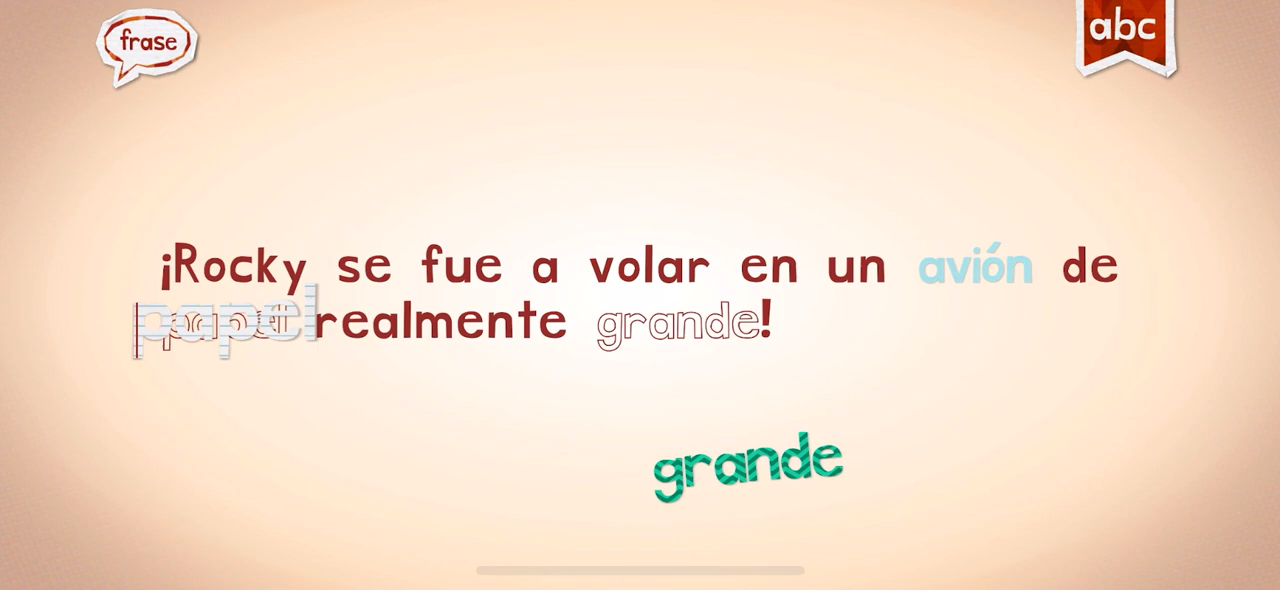 frase
abc
¡Rocky se fue a volar en un avión de
papel realmente grande!
grande